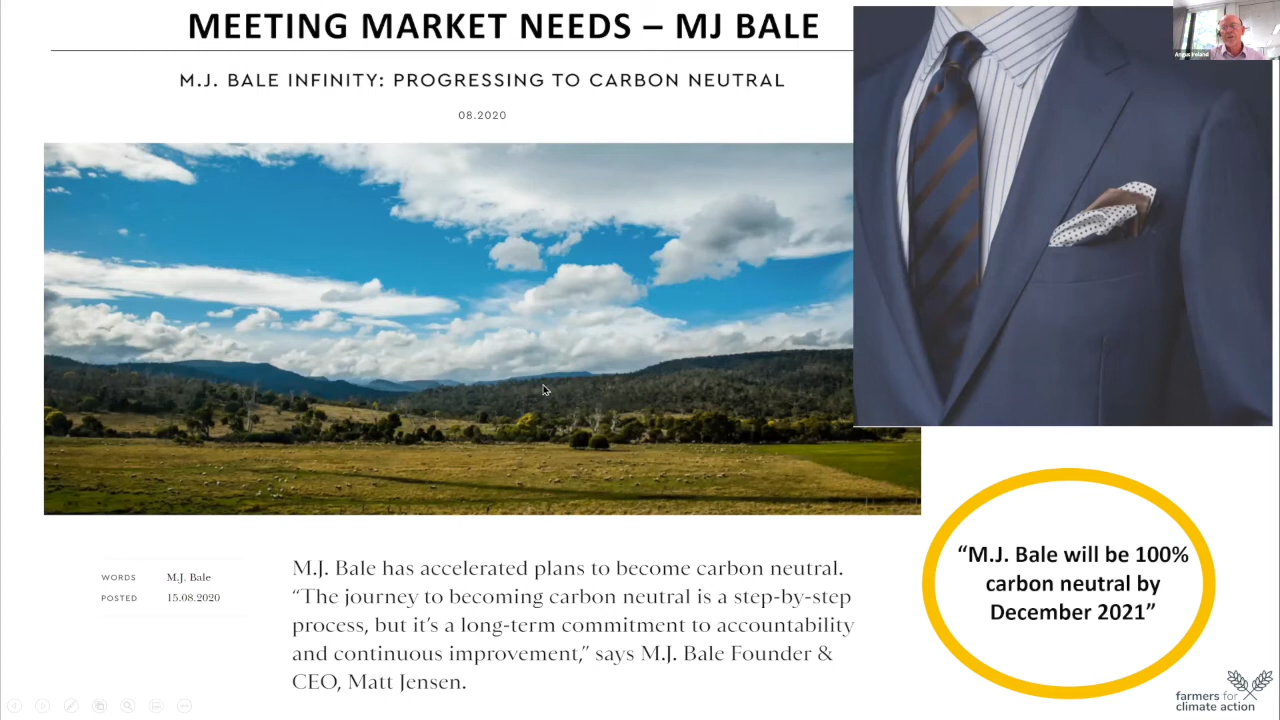 MEETING MARKET NEEDS – MJ BALE
Angus Ireland
M.J. BALE INFINITY: PROGRESSING TO CARBON NEUTRAL
08.2020
WORDS M.J. Bale
POSTED 15.08.2020
M.J. Bale has accelerated plans to become carbon neutral.
“The journey to becoming carbon neutral is a step-by-step
process, but it’s a long-term commitment to accountability
and continuous improvement,” says M.J. Bale Founder &
CEO, Matt Jensen.
“M.J. Bale will be 100%
carbon neutral by
December 2021”
farmers for
climate action